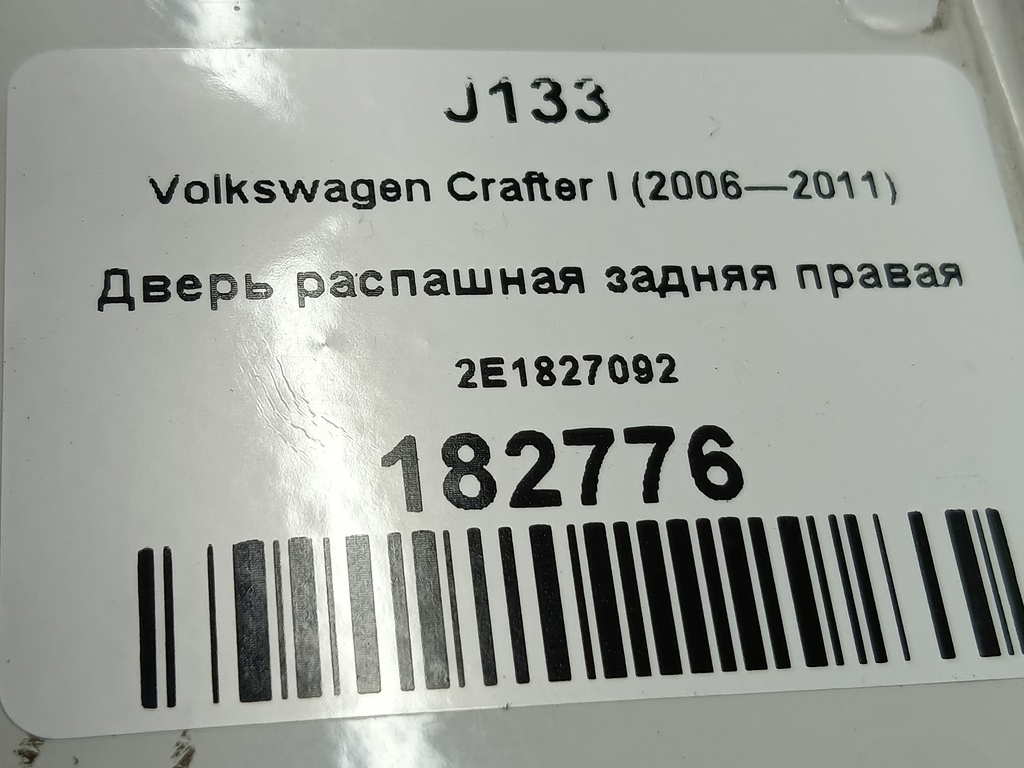 J133
Volkswagen Crafter I (2006—2011)
Дверь распашная задняя правая
2E1827092
182776